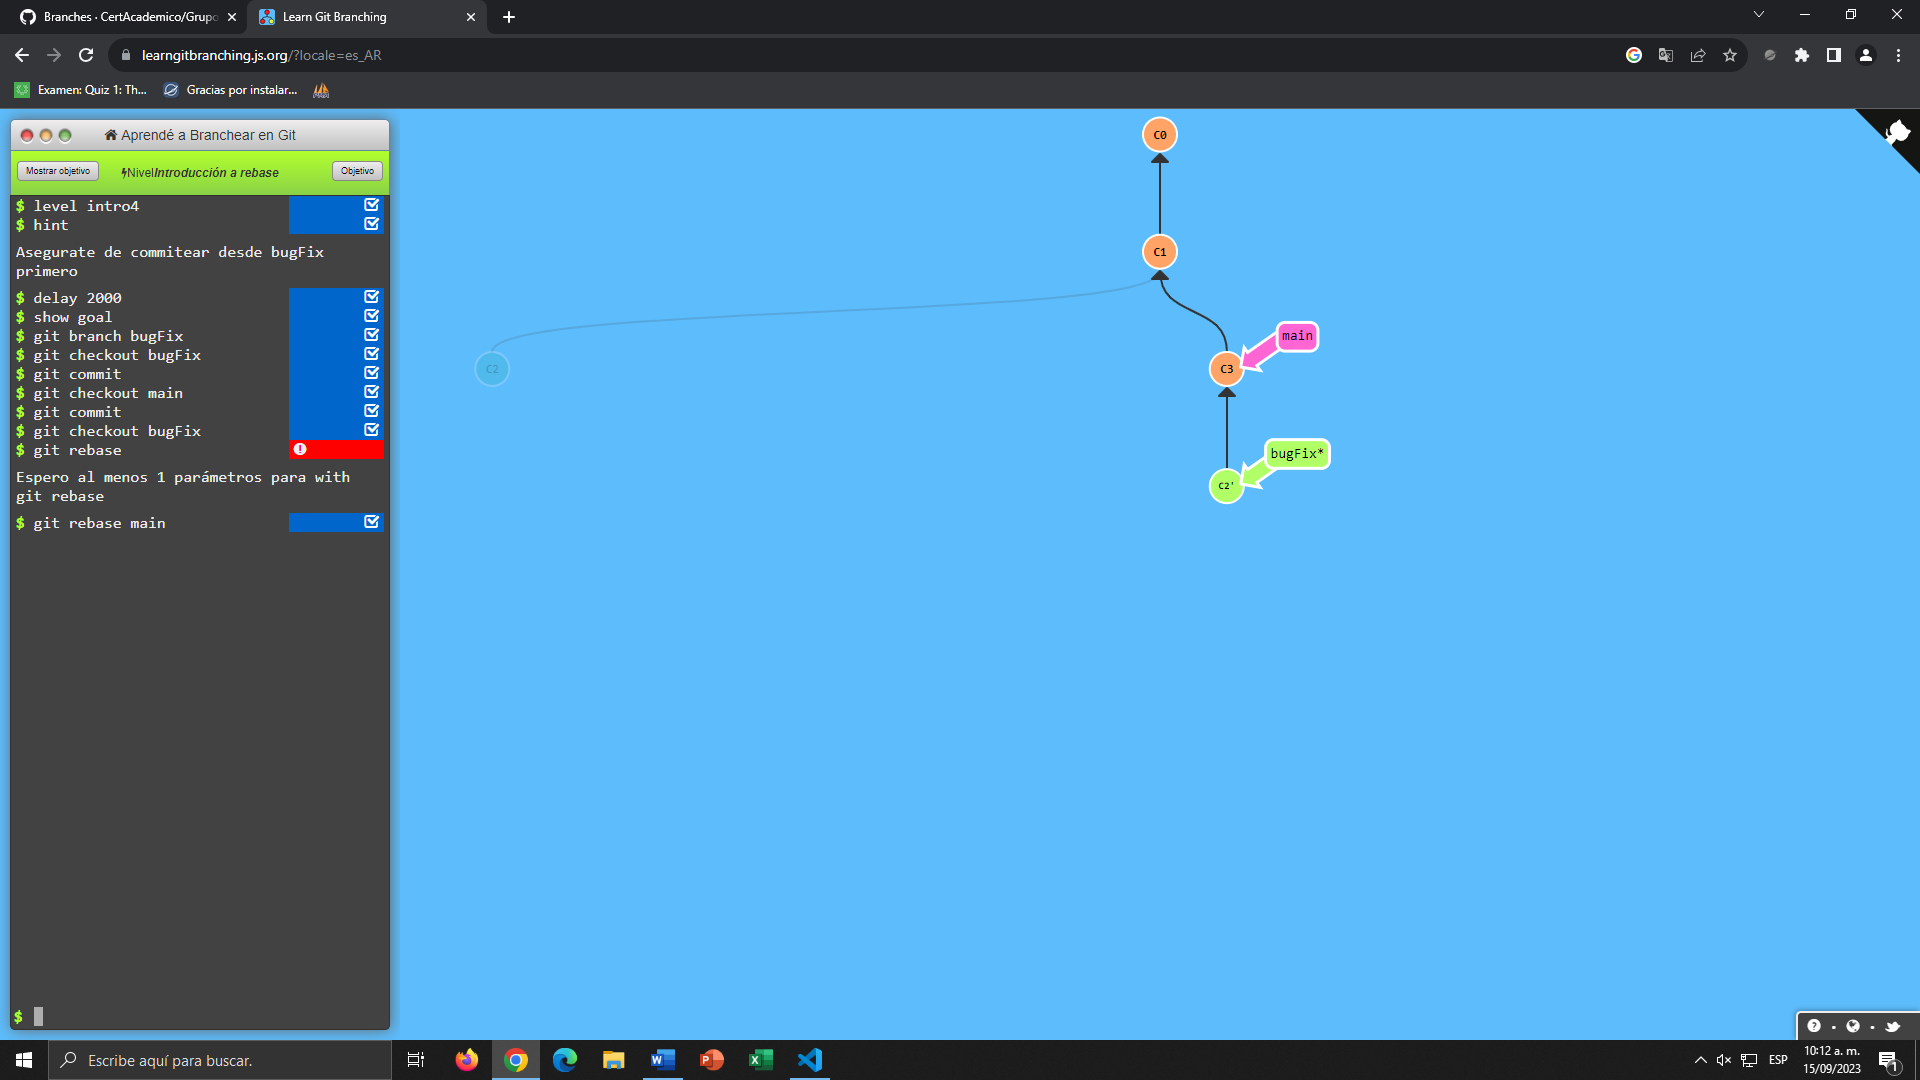 Branches · CertAcademico/Grupo
Learn Git Branching
learngitbranching.js.org/?locale=es_AR
Examen: Quiz 1: Th...
Gracias por instalar...
Aprendé a Branchear en Git
Mostrar objetivo
NivelIntroducción a rebase
Objetivo
$ level intro4
$ hint
Asegurate de commitear desde bugFix
primero
$ delay 2000
$ show goal
$ git branch bugFix
$ git checkout bugFix
$ git commit
$ git checkout main
$ git commit
$ git checkout bugFix
$ git rebase
Espero al menos 1 parámetros para with
git rebase
$ git rebase main
$
C0
C1
C2
main
C3
bugFix*
C2'
Escribe aquí para buscar.
ESP
10:12 a. m.
15/09/2023
1